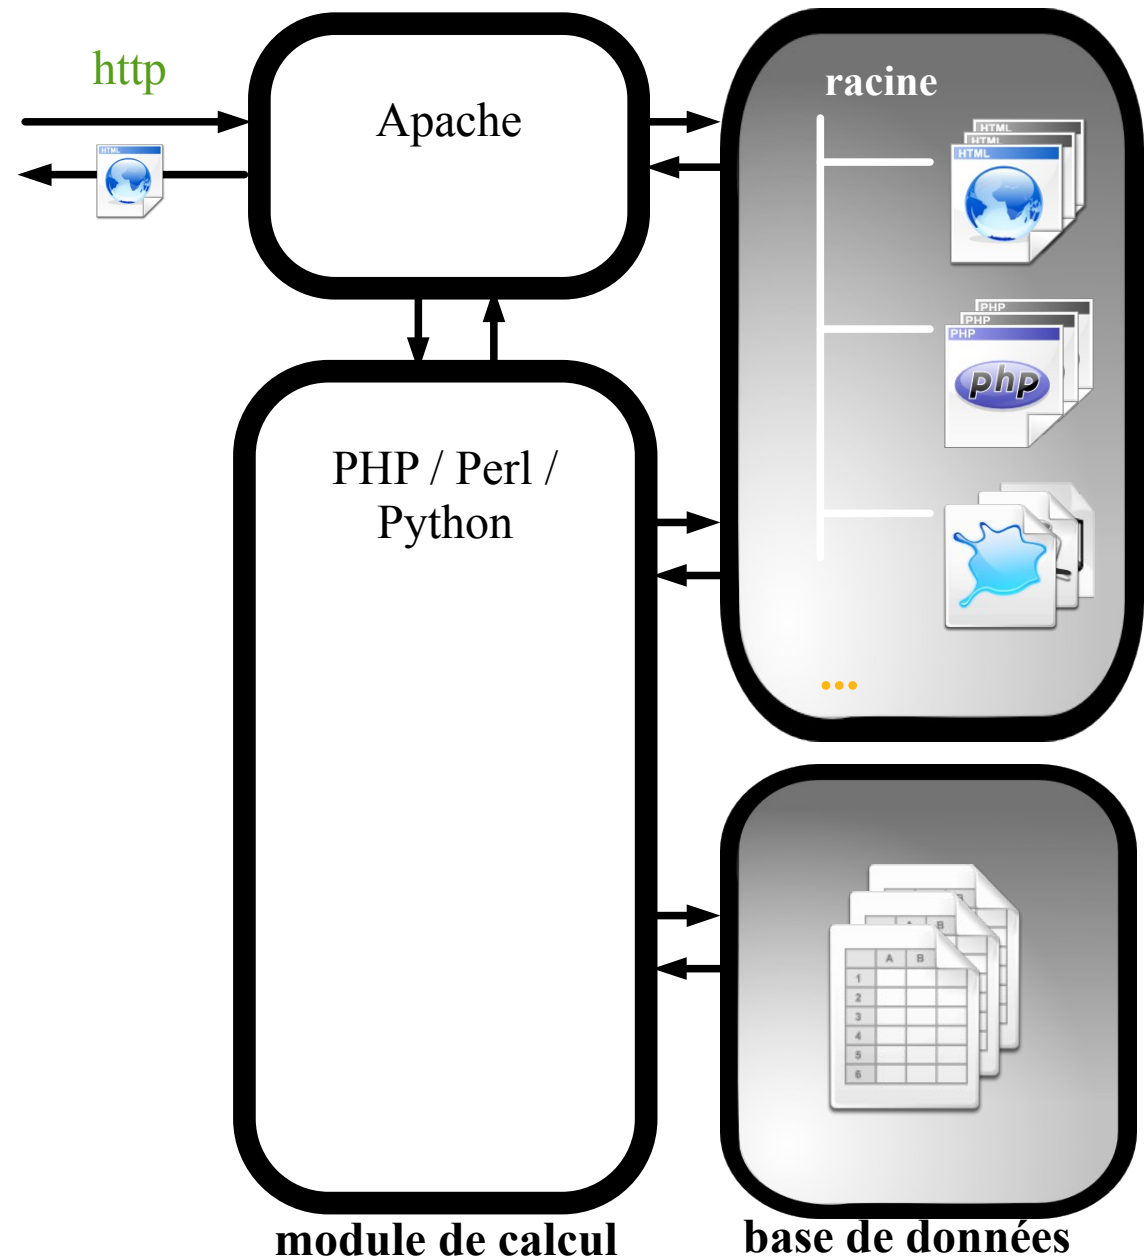 http
Apache
racine
HTML
HTML
HTML
HTML
PHP
PHP
PHP
php
PHP / Perl /
Python
...
A B
A B
1
2
3
4
5
6
module de calcul
base de données